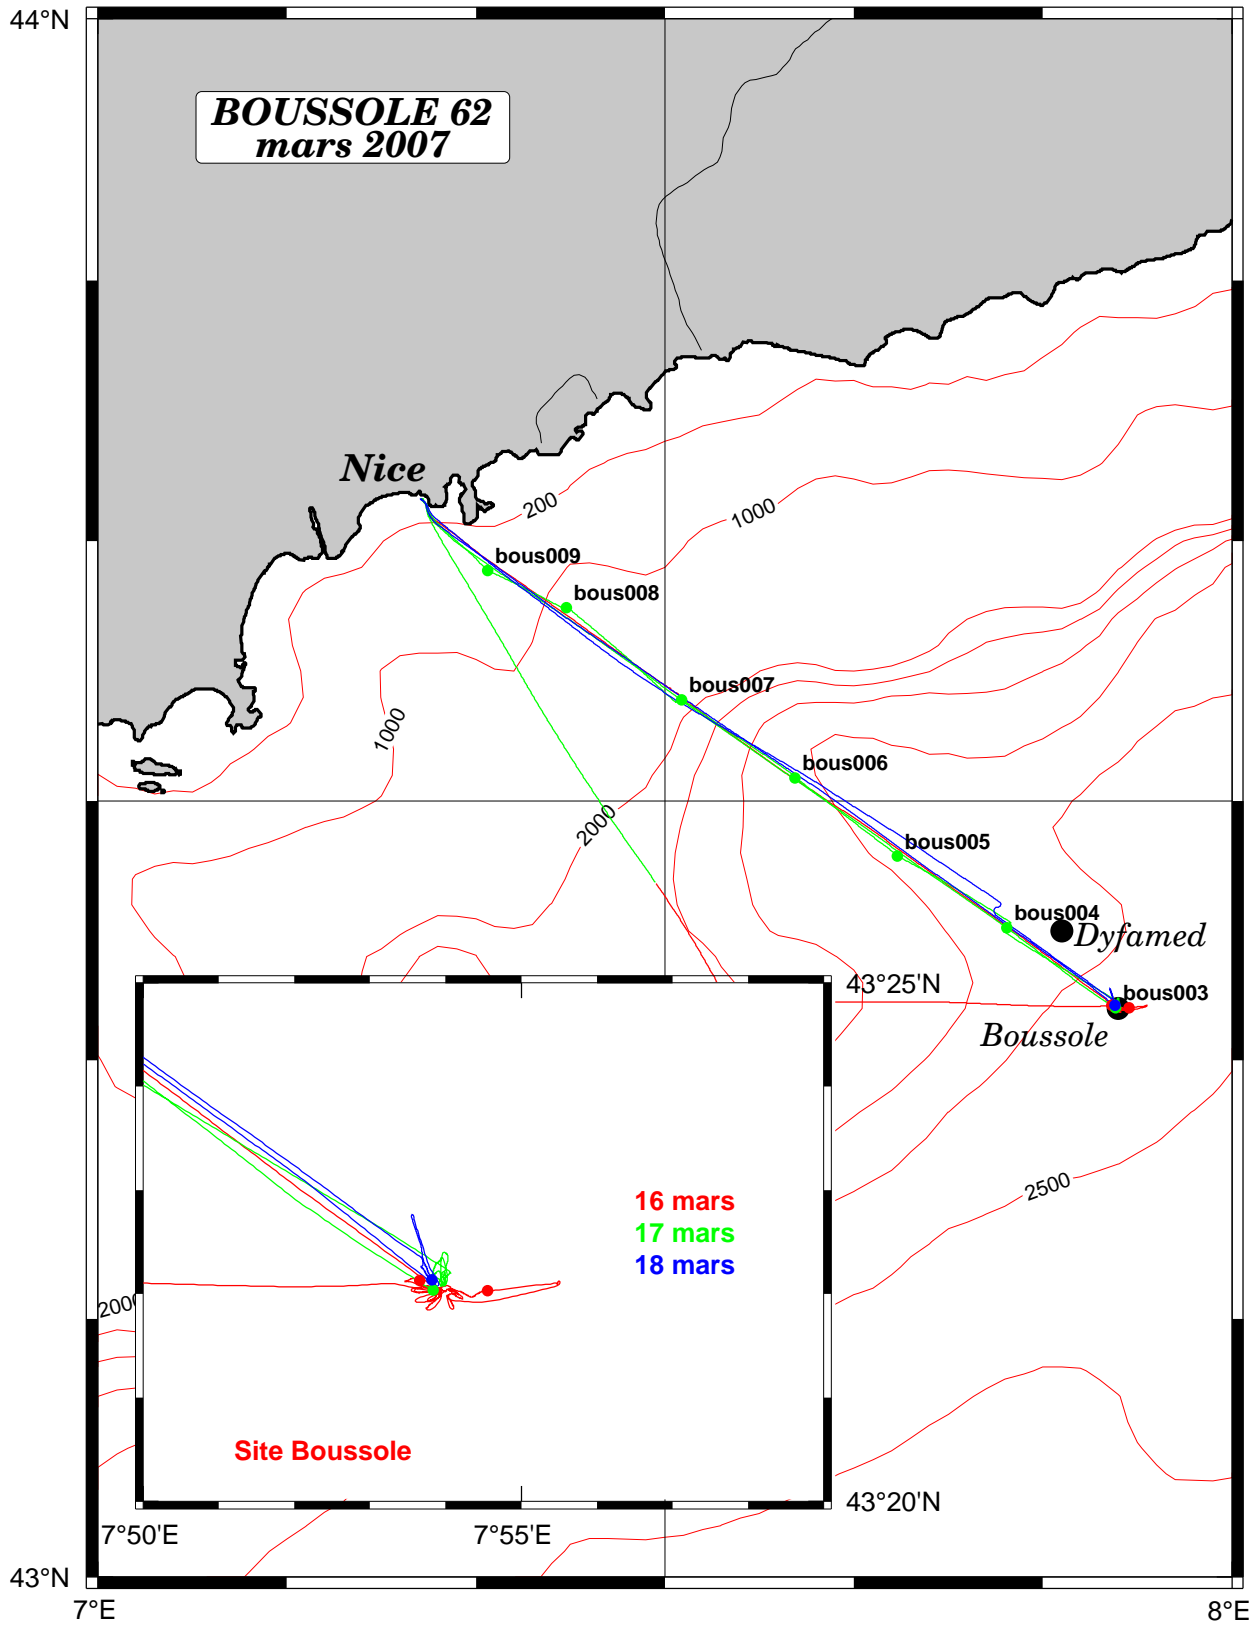 44°N
BOUSSOLE 62
mars 2007
Nice
200
1000
bous009
bous008
bous007
1000
bous006
2000
bous005
bous004
Dyfamed
43°25'N
bous003
Boussole
2500
16 mars
17 mars
18 mars
2000
Site Boussole
43°20'N
7°50'E
7°55'E
43°N
7°E
8°E